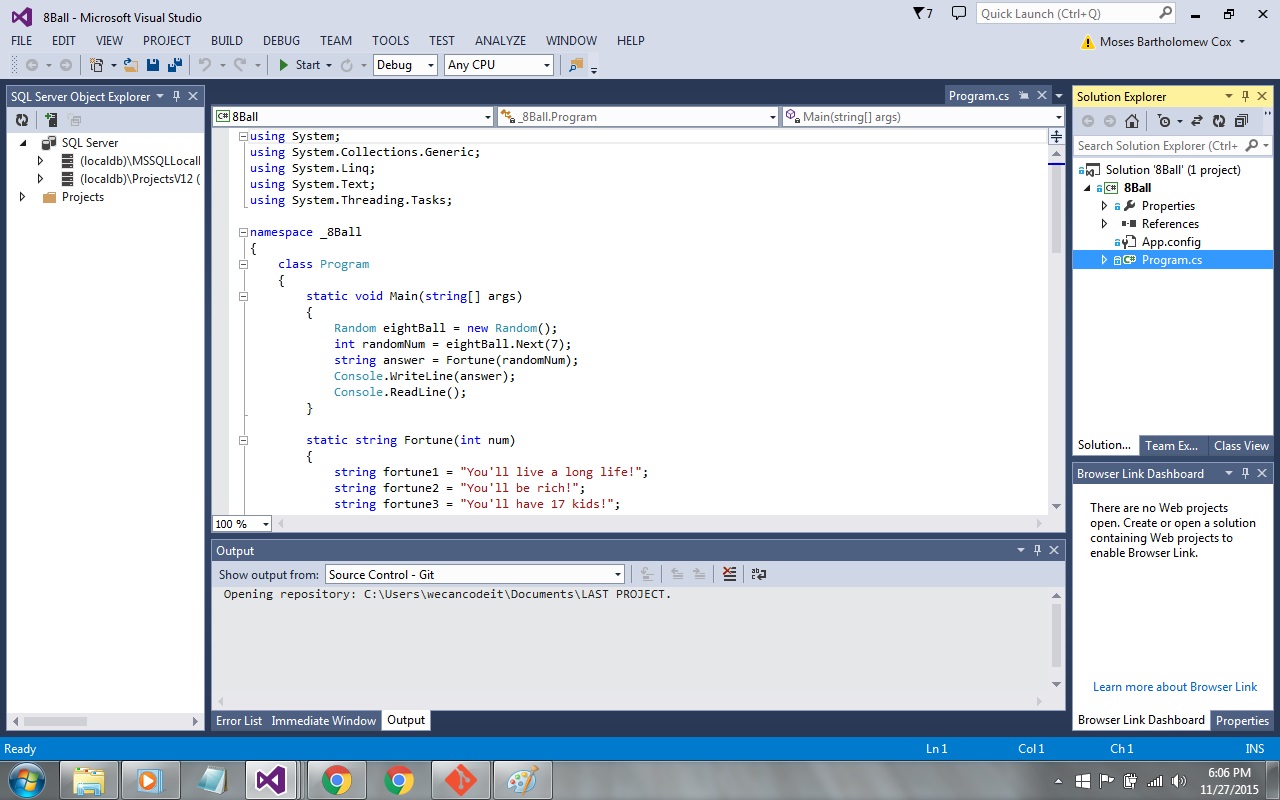 8Ball - Microsoft Visual Studio
7
Quick Launch (Ctrl+Q)
FILE EDIT VIEW PROJECT BUILD DEBUG TEAM TOOLS TEST ANALYZE WINDOW HELP
Moses Bartholomew Cox
Start
Debug
Any CPU
SQL Server Object Explorer
SQL Server
(localdb)\MSSQLLocalI
(localdb)\ProjectsV12 (
Projects
Program.cs
C# 8Ball
_8Ball.Program
Main(string[] args)
using System;
using System.Collections.Generic;
using System.Linq;
using System.Text;
using System.Threading.Tasks;
namespace _8Ball
{
class Program
{
static void Main(string[] args)
{
Random eightBall = new Random();
int randomNum = eightBall.Next(7);
string answer = Fortune(randomNum);
Console.WriteLine(answer);
Console.ReadLine();
}
static string Fortune(int num)
{
string fortune1 = "You'll live a long life!";
string fortune2 = "You'll be rich!";
string fortune3 = "You'll have 17 kids!";
100 %
Output
Show output from: Source Control - Git
Opening repository: C:\Users\wecancodeit\Documents\LAST PROJECT.
Error List Immediate Window Output
Solution Explorer
Search Solution Explorer (Ctrl+
Solution '8Ball' (1 project)
C# 8Ball
Properties
References
App.config
C# Program.cs
Solution... Team Ex... Class View
Browser Link Dashboard
There are no Web projects
open. Create or open a solution
containing Web projects to
enable Browser Link.
Learn more about Browser Link
Browser Link Dashboard Properties
Ready
Ln 1
Col 1
Ch 1
INS
6:06 PM
11/27/2015